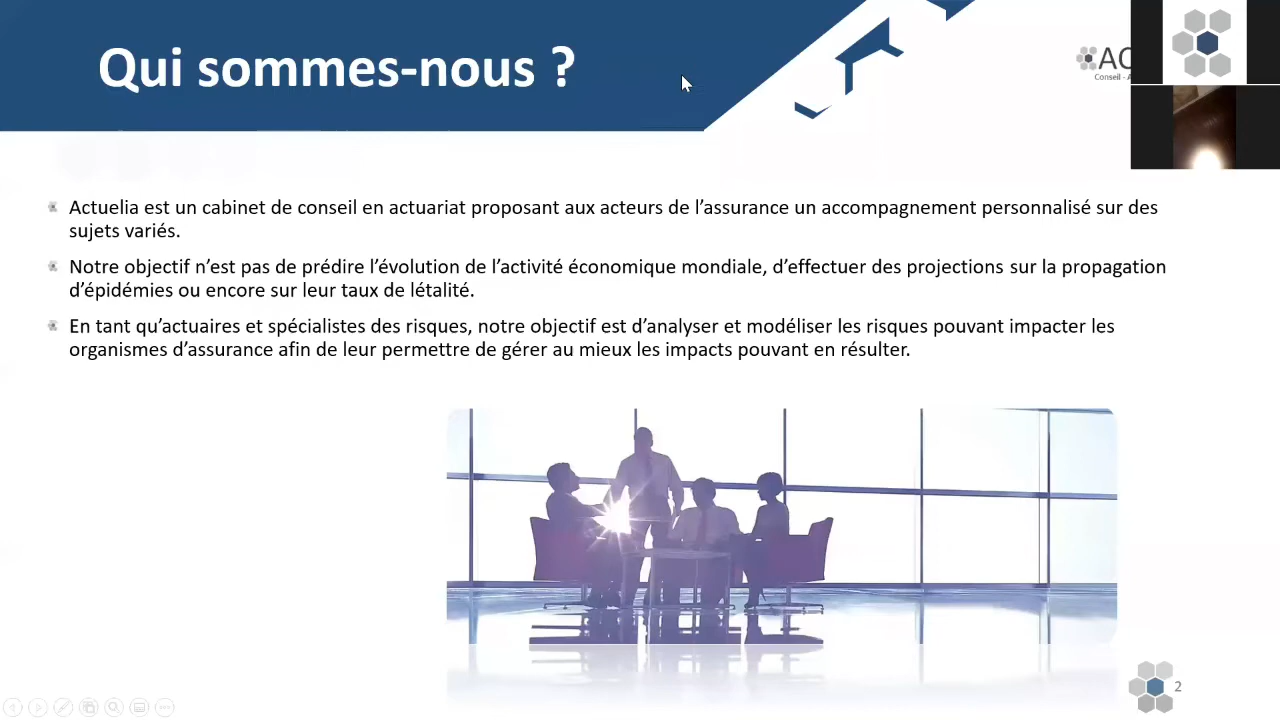 Qui sommes-nous ?
AC
Conseil - A
Actuelia est un cabinet de conseil en actuariat proposant aux acteurs de l’assurance un accompagnement personnalisé sur des
sujets variés.
Notre objectif n’est pas de prédire l’évolution de l’activité économique mondiale, d’effectuer des projections sur la propagation
d’épidémies ou encore sur leur taux de létalité.
En tant qu’actuaires et spécialistes des risques, notre objectif est d’analyser et modéliser les risques pouvant impacter les
organismes d’assurance afin de leur permettre de gérer au mieux les impacts pouvant en résulter.
2